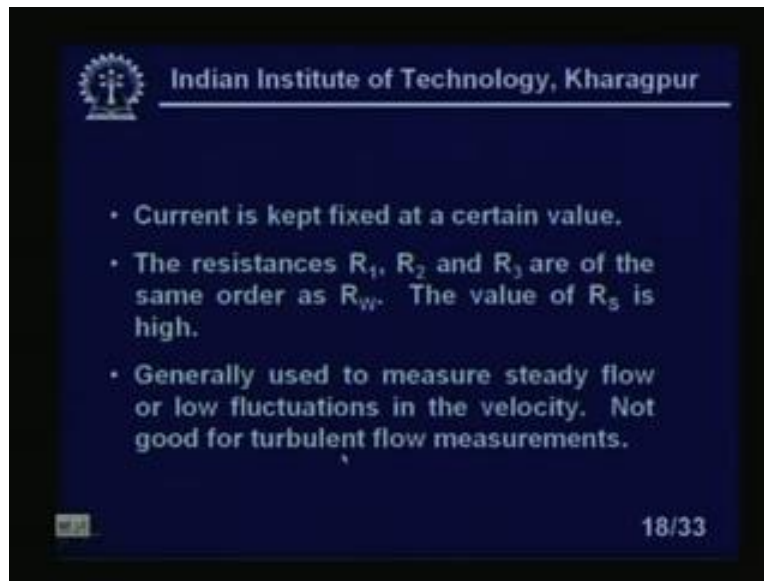 Indian Institute of Technology, Kharagpur
• Current is kept fixed at a certain value.
• The resistances R₁, R₂ and R₃ are of the
same order as R_W. The value of R_S is
high.
• Generally used to measure steady flow
or low fluctuations in the velocity. Not
good for turbulent flow measurements.
18/33